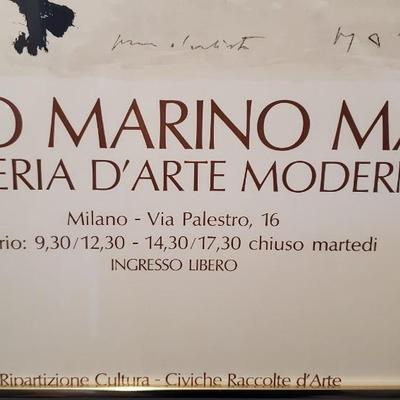 O MARINO MA
ERIA D'ARTE MODER
Milano - Via Palestro, 16
rio: 9,30/12,30 - 14,30/17,30 chiuso martedi
INGRESSO LIBERO
Ripartizione Cultura - Civiche Raccolte d'Arte